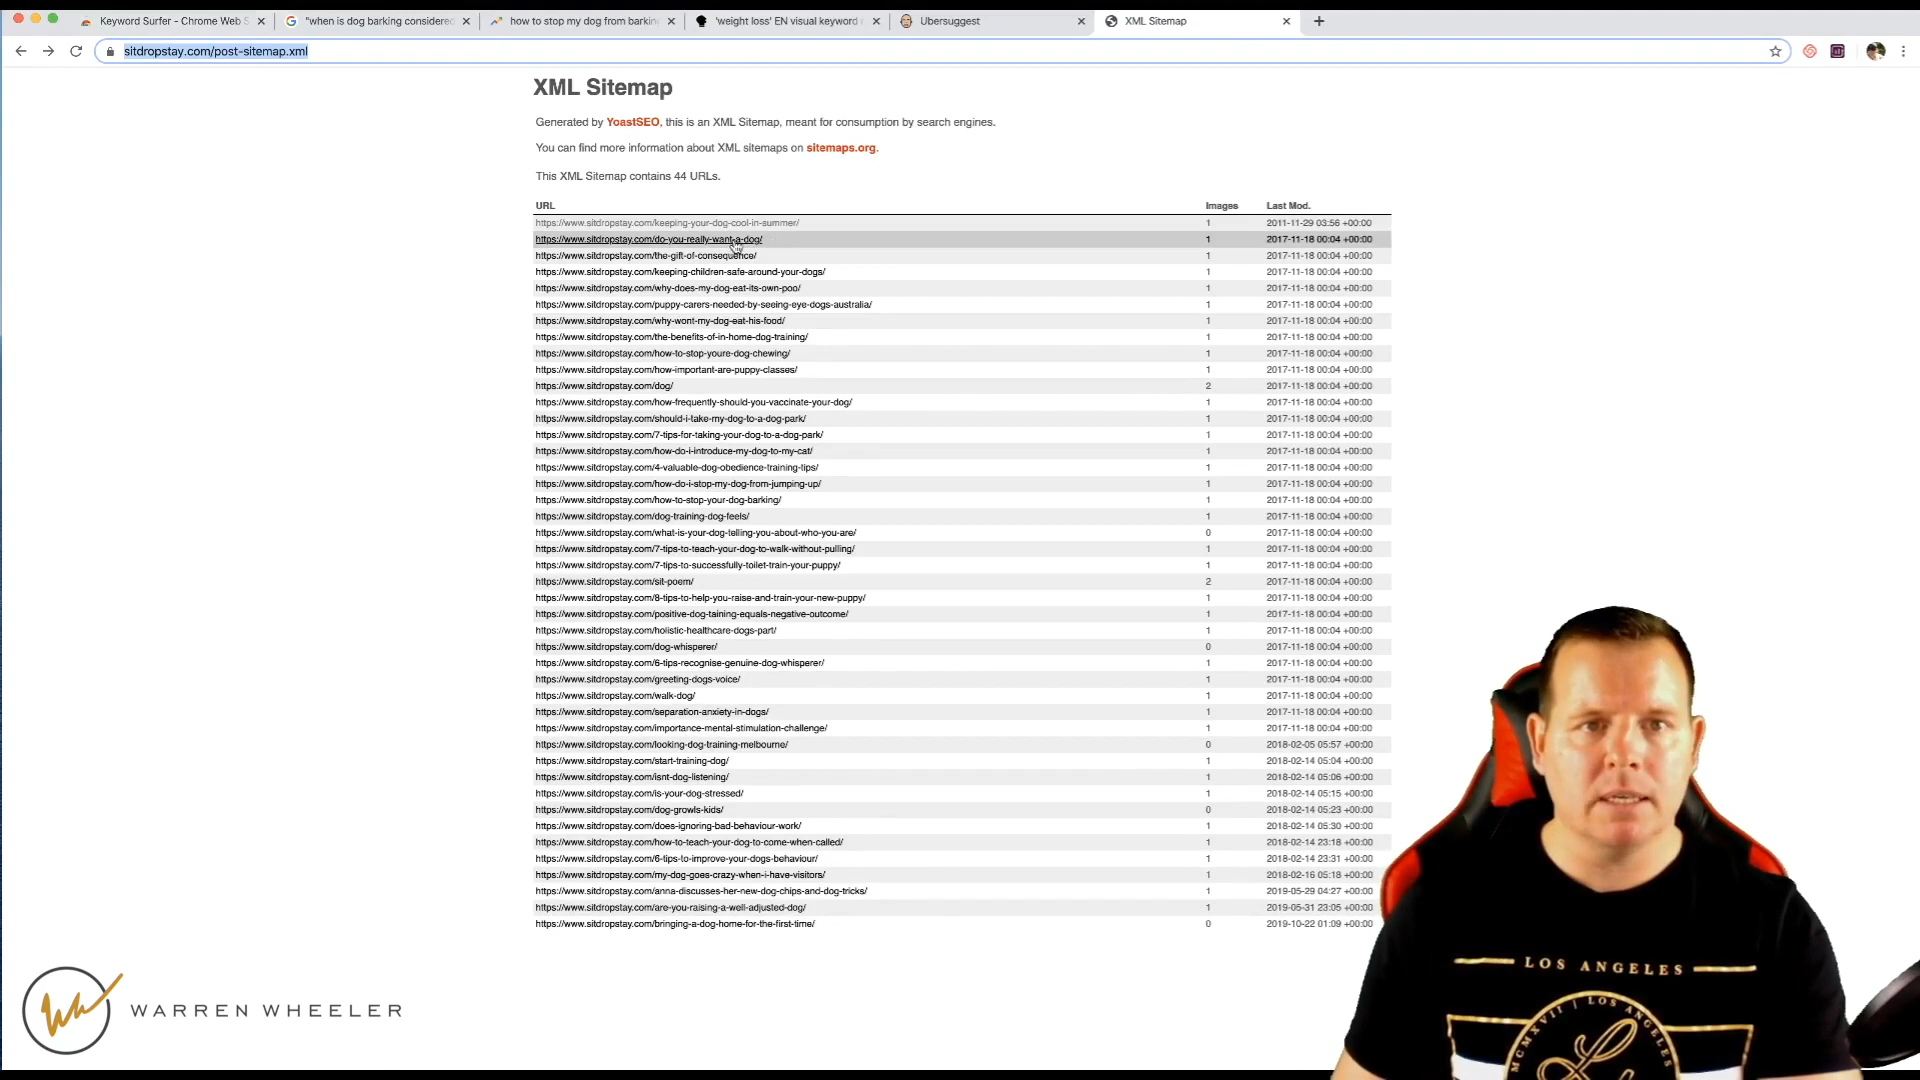 Keyword Surfer - Chrome Web S
"when is dog barking considered
how to stop my dog from barkin
'weight loss' EN visual keyword
Ubersuggest
XML Sitemap
sitdropstay.com/post-sitemap.xml
XML Sitemap
Generated by YoastSEO, this is an XML Sitemap, meant for consumption by search engines.
You can find more information about XML sitemaps on sitemaps.org.
This XML Sitemap contains 44 URLs.
URL Images Last Mod.
https://www.sitdropstay.com/keeping-your-dog-cool-in-summer/ 1 2011-11-29 03:56 +00:00
https://www.sitdropstay.com/do-you-really-want-a-dog/ 1 2017-11-18 00:04 +00:00
https://www.sitdropstay.com/the-gift-of-consequence/ 1 2017-11-18 00:04 +00:00
https://www.sitdropstay.com/keeping-children-safe-around-your-dogs/ 1 2017-11-18 00:04 +00:00
https://www.sitdropstay.com/why-does-my-dog-eat-its-own-poo/ 1 2017-11-18 00:04 +00:00
https://www.sitdropstay.com/puppy-carers-needed-by-seeing-eye-dogs-australia/ 1 2017-11-18 00:04 +00:00
https://www.sitdropstay.com/why-wont-my-dog-eat-his-food/ 1 2017-11-18 00:04 +00:00
https://www.sitdropstay.com/the-benefits-of-in-home-dog-training/ 1 2017-11-18 00:04 +00:00
https://www.sitdropstay.com/how-to-stop-youre-dog-chewing/ 1 2017-11-18 00:04 +00:00
https://www.sitdropstay.com/how-important-are-puppy-classes/ 1 2017-11-18 00:04 +00:00
https://www.sitdropstay.com/dog/ 2 2017-11-18 00:04 +00:00
https://www.sitdropstay.com/how-frequently-should-you-vaccinate-your-dog/ 1 2017-11-18 00:04 +00:00
https://www.sitdropstay.com/should-i-take-my-dog-to-a-dog-park/ 1 2017-11-18 00:04 +00:00
https://www.sitdropstay.com/7-tips-for-taking-your-dog-to-a-dog-park/ 1 2017-11-18 00:04 +00:00
https://www.sitdropstay.com/how-do-i-introduce-my-dog-to-my-cat/ 1 2017-11-18 00:04 +00:00
https://www.sitdropstay.com/4-valuable-dog-obedience-training-tips/ 1 2017-11-18 00:04 +00:00
https://www.sitdropstay.com/how-do-i-stop-my-dog-from-jumping-up/ 1 2017-11-18 00:04 +00:00
https://www.sitdropstay.com/how-to-stop-your-dog-barking/ 1 2017-11-18 00:04 +00:00
https://www.sitdropstay.com/dog-training-dog-feels/ 1 2017-11-18 00:04 +00:00
https://www.sitdropstay.com/what-is-your-dog-telling-you-about-who-you-are/ 0 2017-11-18 00:04 +00:00
https://www.sitdropstay.com/7-tips-to-teach-your-dog-to-walk-without-pulling/ 1 2017-11-18 00:04 +00:00
https://www.sitdropstay.com/7-tips-to-successfully-toilet-train-your-puppy/ 1 2017-11-18 00:04 +00:00
https://www.sitdropstay.com/sit-poem/ 2 2017-11-18 00:04 +00:00
https://www.sitdropstay.com/8-tips-to-help-you-raise-and-train-your-new-puppy/ 1 2017-11-18 00:04 +00:00
https://www.sitdropstay.com/positive-dog-taining-equals-negative-outcome/ 1 2017-11-18 00:04 +00:00
https://www.sitdropstay.com/holistic-healthcare-dogs-part/ 1 2017-11-18 00:04 +00:00
https://www.sitdropstay.com/dog-whisperer/ 0 2017-11-18 00:04 +00:00
https://www.sitdropstay.com/6-tips-recognise-genuine-dog-whisperer/ 1 2017-11-18 00:04 +00:00
https://www.sitdropstay.com/greeting-dogs-voice/ 1 2017-11-18 00:04 +00:00
https://www.sitdropstay.com/walk-dog/ 1 2017-11-18 00:04 +00:00
https://www.sitdropstay.com/separation-anxiety-in-dogs/ 1 2017-11-18 00:04 +00:00
https://www.sitdropstay.com/importance-mental-stimulation-challenge/ 1 2017-11-18 00:04 +00:00
https://www.sitdropstay.com/looking-dog-training-melbourne/ 0 2018-02-05 05:57 +00:00
https://www.sitdropstay.com/start-training-dog/ 1 2018-02-14 05:04 +00:00
https://www.sitdropstay.com/isnt-dog-listening/ 1 2018-02-14 05:06 +00:00
https://www.sitdropstay.com/is-your-dog-stressed/ 1 2018-02-14 05:15 +00:00
https://www.sitdropstay.com/dog-growls-kids/ 0 2018-02-14 05:23 +00:00
https://www.sitdropstay.com/does-ignoring-bad-behaviour-work/ 1 2018-02-14 05:30 +00:00
https://www.sitdropstay.com/how-to-teach-your-dog-to-come-when-called/ 1 2018-02-14 23:18 +00:00
https://www.sitdropstay.com/6-tips-to-improve-your-dogs-behaviour/ 1 2018-02-14 23:31 +00:00
https://www.sitdropstay.com/my-dog-goes-crazy-when-i-have-visitors/ 1 2018-02-16 05:18 +00:00
https://www.sitdropstay.com/anna-discusses-her-new-dog-chips-and-dog-tricks/ 1 2019-05-29 04:27 +00:00
https://www.sitdropstay.com/are-you-raising-a-well-adjusted-dog/ 1 2019-05-31 23:05 +00:00
https://www.sitdropstay.com/bringing-a-dog-home-for-the-first-time/ 0 2019-10-22 01:09 +00:00
LOS ANGELES
MCMXVII | LOS ANGELES
WARREN WHEELER